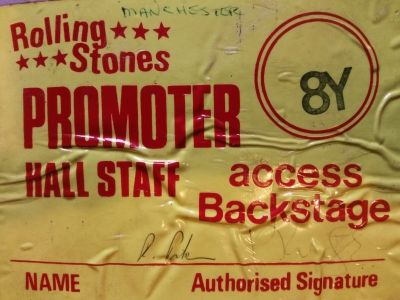 MANCHESTER
Rolling
Stones
8Y
PROMOTER
HALL STAFF
access
Backstage
NAME
Authorised Signature